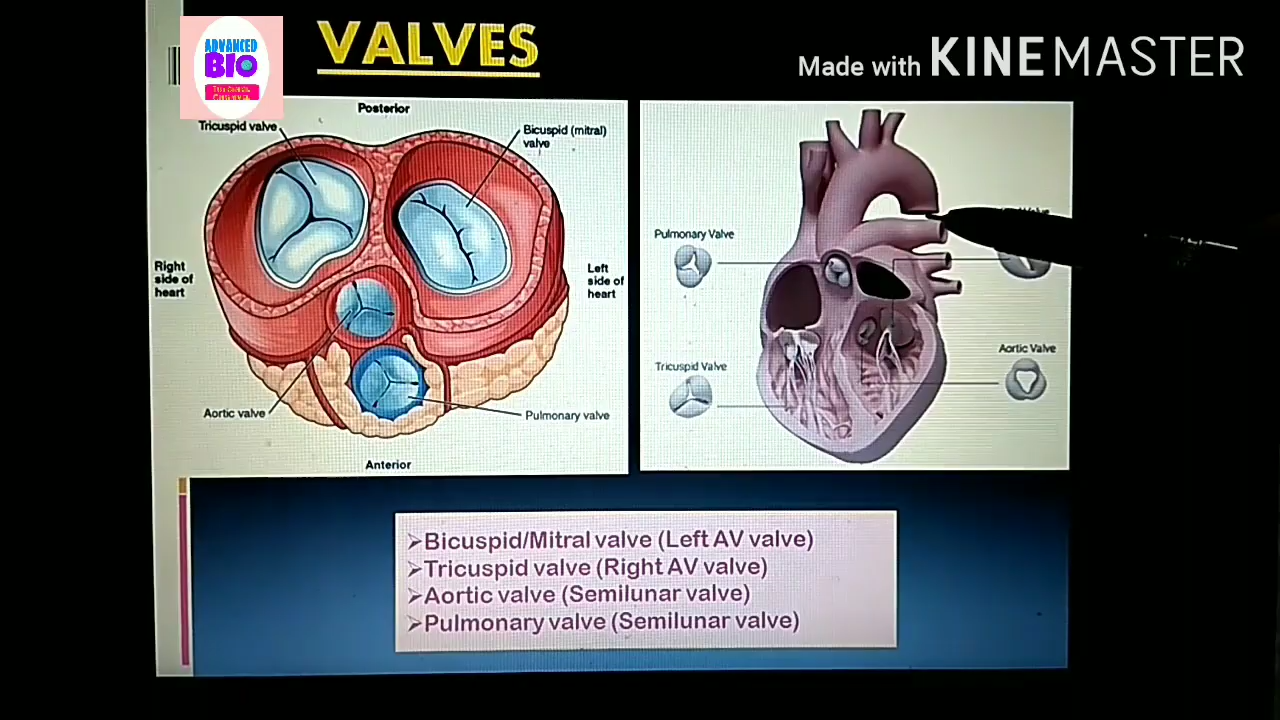 VALVES
Made with KINEMASTER
ADVANCED
BIO
Posterior
Tricuspid valve
Bicuspid (mitral)
valve
Right
side of
heart
Left
side of
heart
Aortic valve
Pulmonary valve
Anterior
Pulmonary Valve
Valve
Tricuspid Valve
Aortic Valve
➢Bicuspid/Mitral valve (Left AV valve)
➢Tricuspid valve (Right AV valve)
➢Aortic valve (Semilunar valve)
➢Pulmonary valve (Semilunar valve)